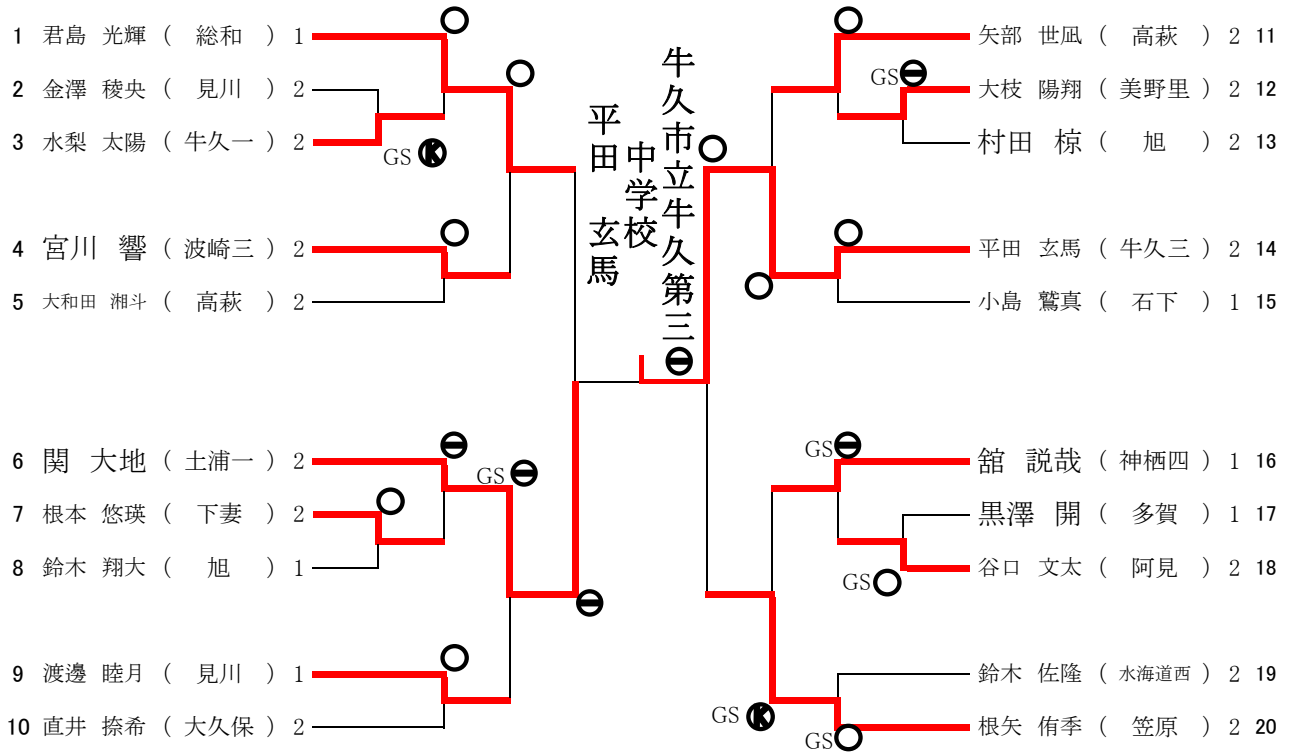 1 君島 光輝 ( 総和 ) 1
2 金澤 稜央 ( 見川 ) 2
3 水梨 太陽 ( 牛久一 ) 2
GS K
4 宮川 響 ( 波崎三 ) 2
5 大和田 湘斗 ( 高萩 ) 2
6 関 大地 ( 土浦一 ) 2
GS
7 根本 悠瑛 ( 下妻 ) 2
8 鈴木 翔大 ( 旭 ) 1
9 渡邊 睦月 ( 見川 ) 1
10 直井 捺希 ( 大久保 ) 2
牛久市立牛久第三
中学校
平田 玄馬
矢部 世凪 ( 高萩 ) 2 11
GS
大枝 陽翔 ( 美野里 ) 2 12
村田 椋 ( 旭 ) 2 13
平田 玄馬 ( 牛久三 ) 2 14
小島 鷲真 ( 石下 ) 1 15
GS
舘 説哉 ( 神栖四 ) 1 16
黒澤 開 ( 多賀 ) 1 17
谷口 文太 ( 阿見 ) 2 18
GS
鈴木 佐隆 ( 水海道西 ) 2 19
GS K
根矢 侑季 ( 笠原 ) 2 20
GS